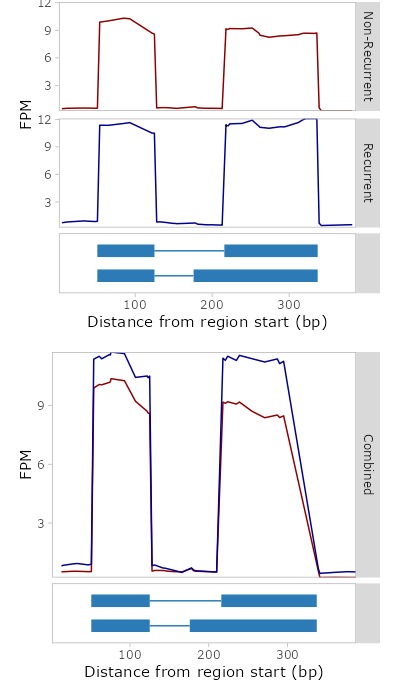 12
9
6
3
Non-Recurrent
FPM
12
9
6
3
Recurrent
100 200 300
Distance from region start (bp)
9
6
3
FPM
Combined
100 200 300
Distance from region start (bp)